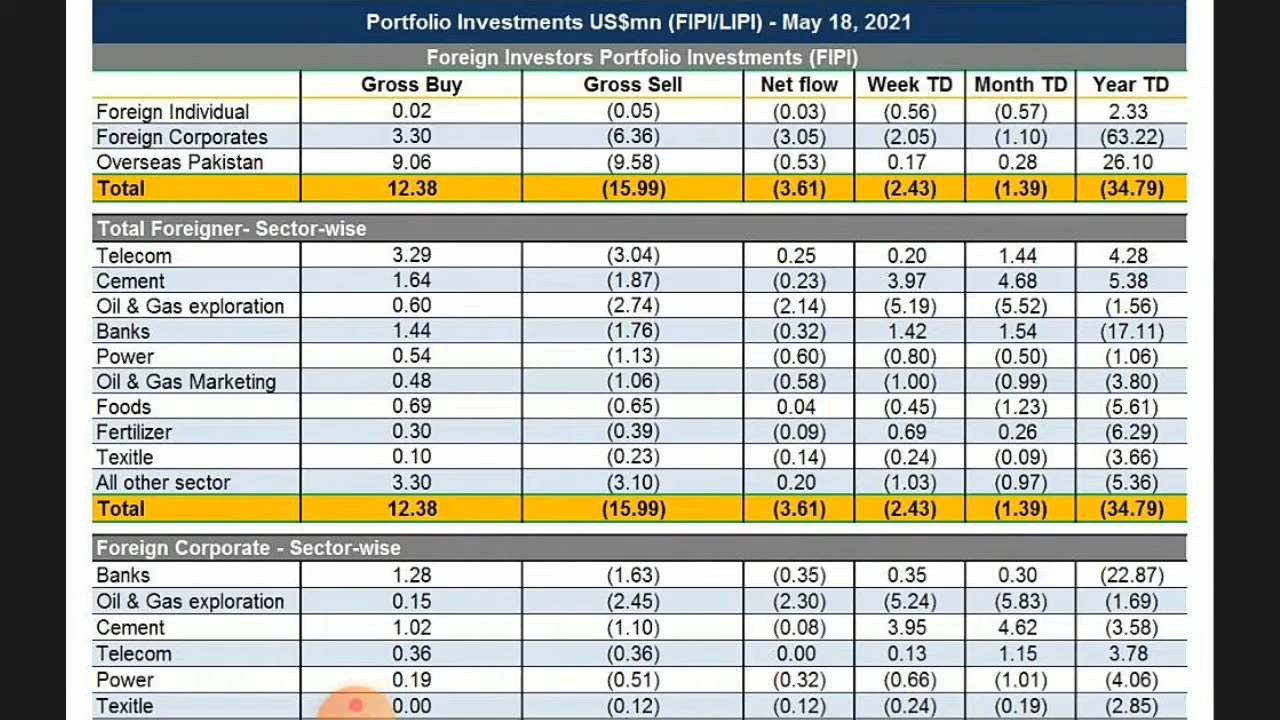 Portfolio Investments US$mn (FIPI/LIPI) - May 18, 2021
Foreign Investors Portfolio Investments (FIPI)
Gross Buy Gross Sell Net flow Week TD Month TD Year TD
Foreign Individual 0.02 (0.05) (0.03) (0.56) (0.57) 2.33
Foreign Corporates 3.30 (6.36) (3.05) (2.05) (1.10) (63.22)
Overseas Pakistan 9.06 (9.58) (0.53) 0.17 0.28 26.10
Total 12.38 (15.99) (3.61) (2.43) (1.39) (34.79)
Total Foreigner- Sector-wise
Telecom 3.29 (3.04) 0.25 0.20 1.44 4.28
Cement 1.64 (1.87) (0.23) 3.97 4.68 5.38
Oil & Gas exploration 0.60 (2.74) (2.14) (5.19) (5.52) (1.56)
Banks 1.44 (1.76) (0.32) 1.42 1.54 (17.11)
Power 0.54 (1.13) (0.60) (0.80) (0.50) (1.06)
Oil & Gas Marketing 0.48 (1.06) (0.58) (1.00) (0.99) (3.80)
Foods 0.69 (0.65) 0.04 (0.45) (1.23) (5.61)
Fertilizer 0.30 (0.39) (0.09) 0.69 0.26 (6.29)
Texitle 0.10 (0.23) (0.14) (0.24) (0.09) (3.66)
All other sector 3.30 (3.10) 0.20 (1.03) (0.97) (5.36)
Total 12.38 (15.99) (3.61) (2.43) (1.39) (34.79)
Foreign Corporate - Sector-wise
Banks 1.28 (1.63) (0.35) 0.35 0.30 (22.87)
Oil & Gas exploration 0.15 (2.45) (2.30) (5.24) (5.83) (1.69)
Cement 1.02 (1.10) (0.08) 3.95 4.62 (3.58)
Telecom 0.36 (0.36) 0.00 0.13 1.15 3.78
Power 0.19 (0.51) (0.32) (0.66) (1.01) (4.06)
Texitle 0.00 (0.12) (0.12) (0.24) (0.19) (2.85)